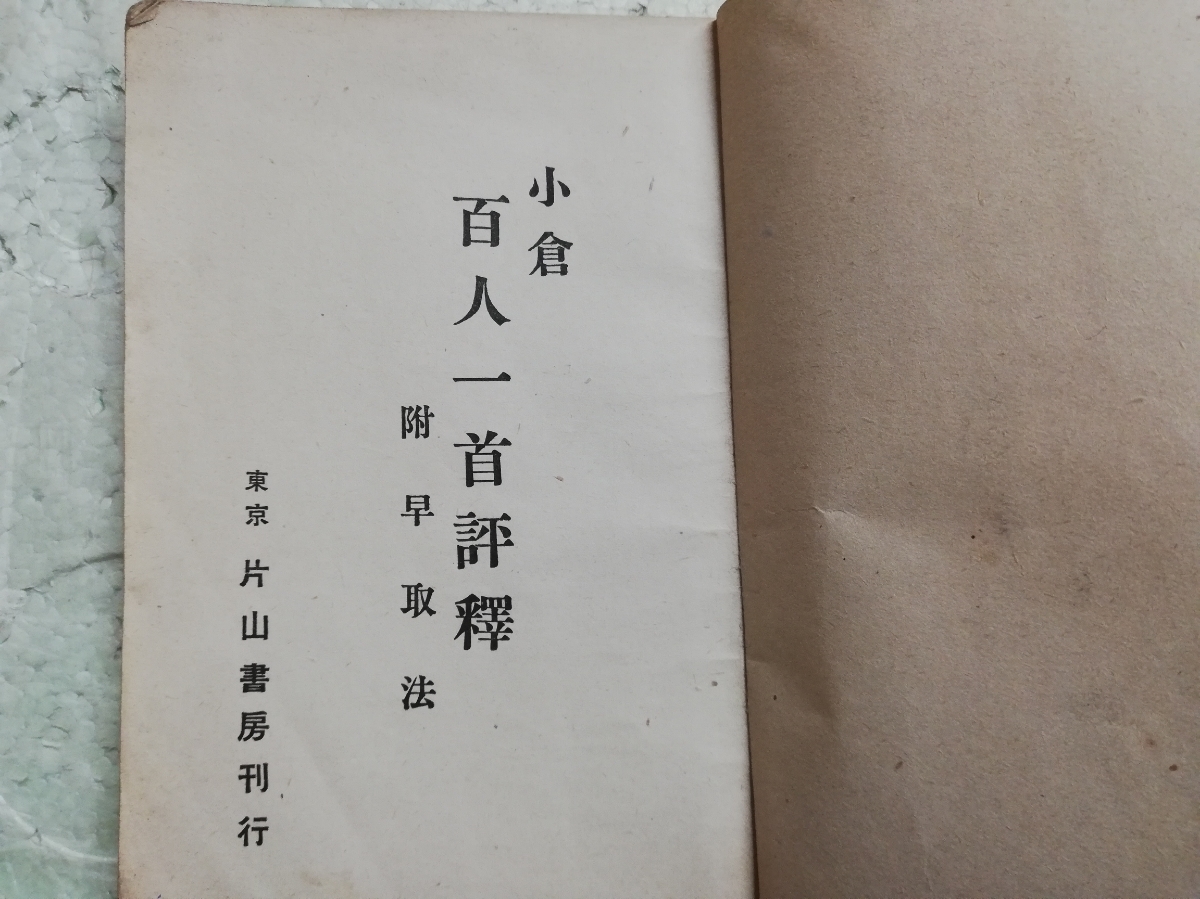 小倉
百人一首評釋
附早取法
東京 片山書房刊行